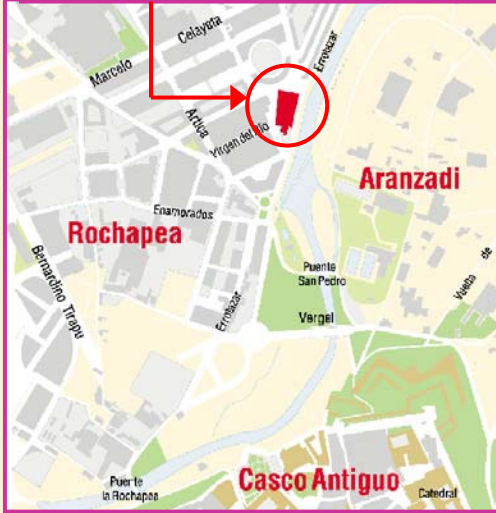 Celayeta
Errotazar
Marcelo
Artica
Virgen del Río
Aranzadi
Enamorados
Rochapea
Bernardino Tirapu
Errotazar
Puente
San Pedro
Vuelta de
Vergel
Puente
la Rochapea
Casco Antiguo
Catedral